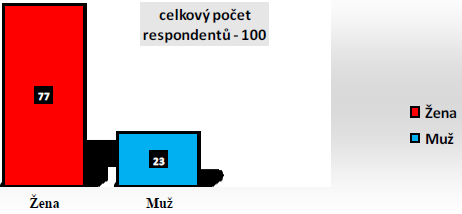 celkový počet
respondentů - 100
77
23
Žena
Muž
Žena
Muž